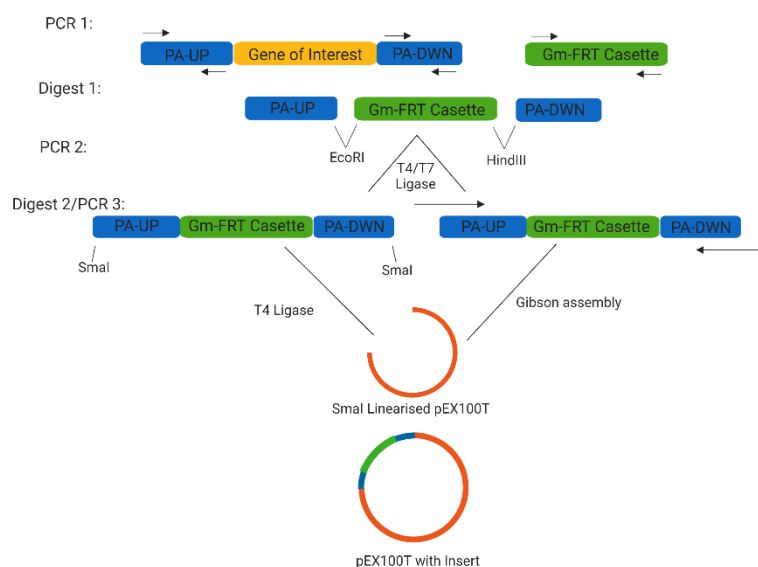 PCR 1:
PA-UP Gene of Interest PA-DWN Gm-FRT Casette
Digest 1:
PA-UP Gm-FRT Casette PA-DWN
PCR 2:
EcoRI HindIII
T4/T7
Ligase
Digest 2/PCR 3:
PA-UP Gm-FRT Casette PA-DWN PA-UP Gm-FRT Casette PA-DWN
SmaI SmaI
T4 Ligase Gibson assembly
SmaI Linearised pEX100T
pEX100T with Insert